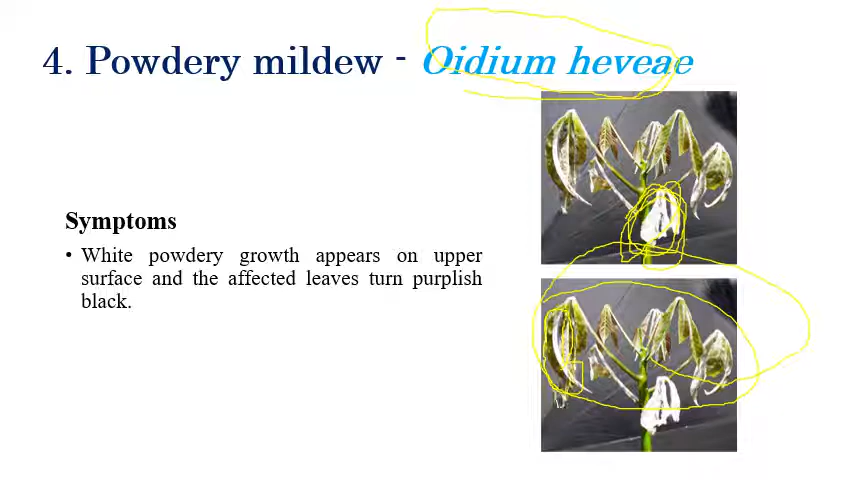 4. Powdery mildew - Oidium heveae
Symptoms
• White powdery growth appears on upper
surface and the affected leaves turn purplish
black.